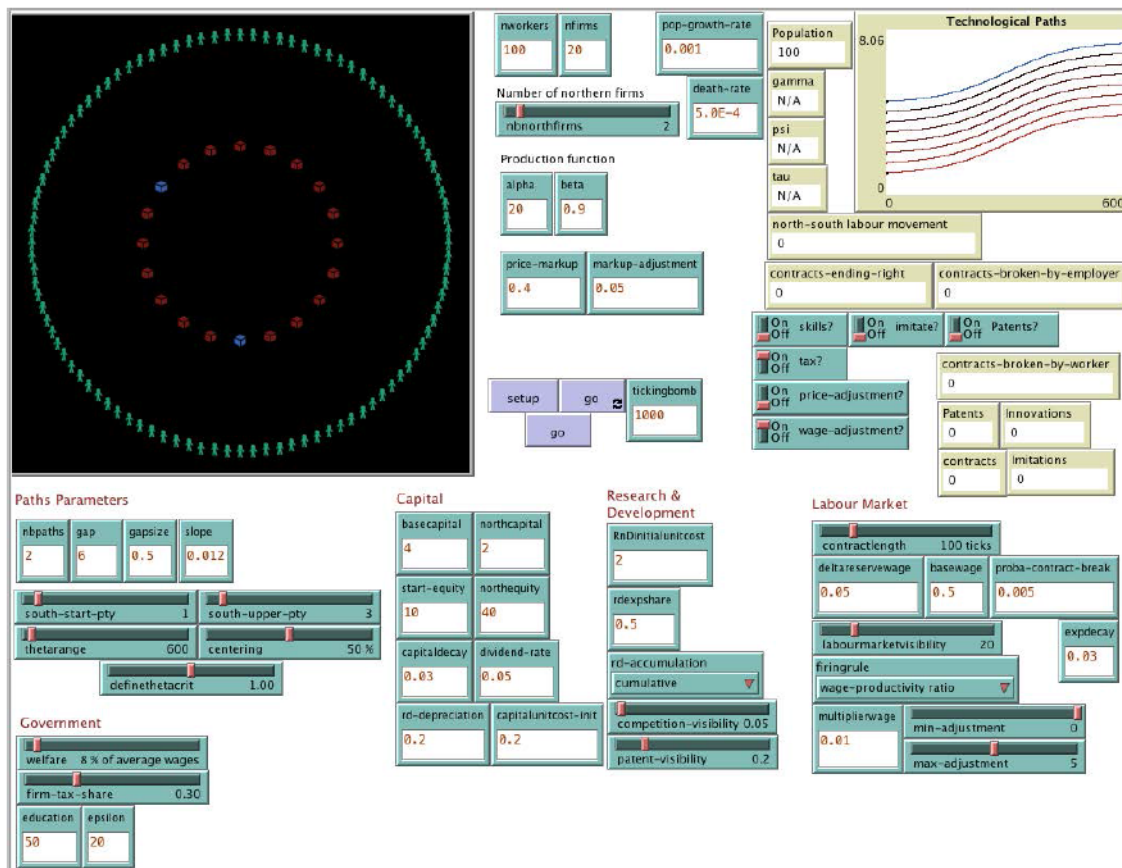 nworkers
100
nfirms
20
pop-growth-rate
0.001
death-rate
5.0E-4
Number of northern firms
nbnorthfirms 2
Production function
alpha
20
beta
0.9
price-markup
0.4
markup-adjustment
0.05
setup
go
go
tickingbomb
1000
Population
100
gamma
N/A
psi
N/A
tau
N/A
Technological Paths
8.06
0
0 600
north-south labour movement
0
contracts-ending-right
0
contracts-broken-by-employer
0
On
Off skills?
On
Off imitate?
On
Off Patents?
On
Off tax?
On
Off price-adjustment?
On
Off wage-adjustment?
contracts-broken-by-worker
0
Patents
0
Innovations
0
contracts
0
Imitations
0
Paths Parameters
nbpaths
2
gap
6
gapsize
0.5
slope
0.012
south-start-pty 1
south-upper-pty 3
thetarange 600
centering 50 %
definethetacrit 1.00
Government
welfare 8 % of average wages
firm-tax-share 0.30
education
50
epsilon
20
Capital
basecapital
4
northcapital
2
start-equity
10
northequity
40
capitaldecay
0.03
dividend-rate
0.05
rd-depreciation
0.2
capitalunitcost-init
0.2
Research &
Development
RnDinitialunitcost
2
rdexpshare
0.5
rd-accumulation
cumulative
competition-visibility 0.05
patent-visibility 0.2
Labour Market
contractlength 100 ticks
deltareservewage
0.05
basewage
0.5
proba-contract-break
0.005
labourmarketvisibility 20
expdecay
0.03
firingrule
wage-productivity ratio
multiplierwage
0.01
min-adjustment 0
max-adjustment 5